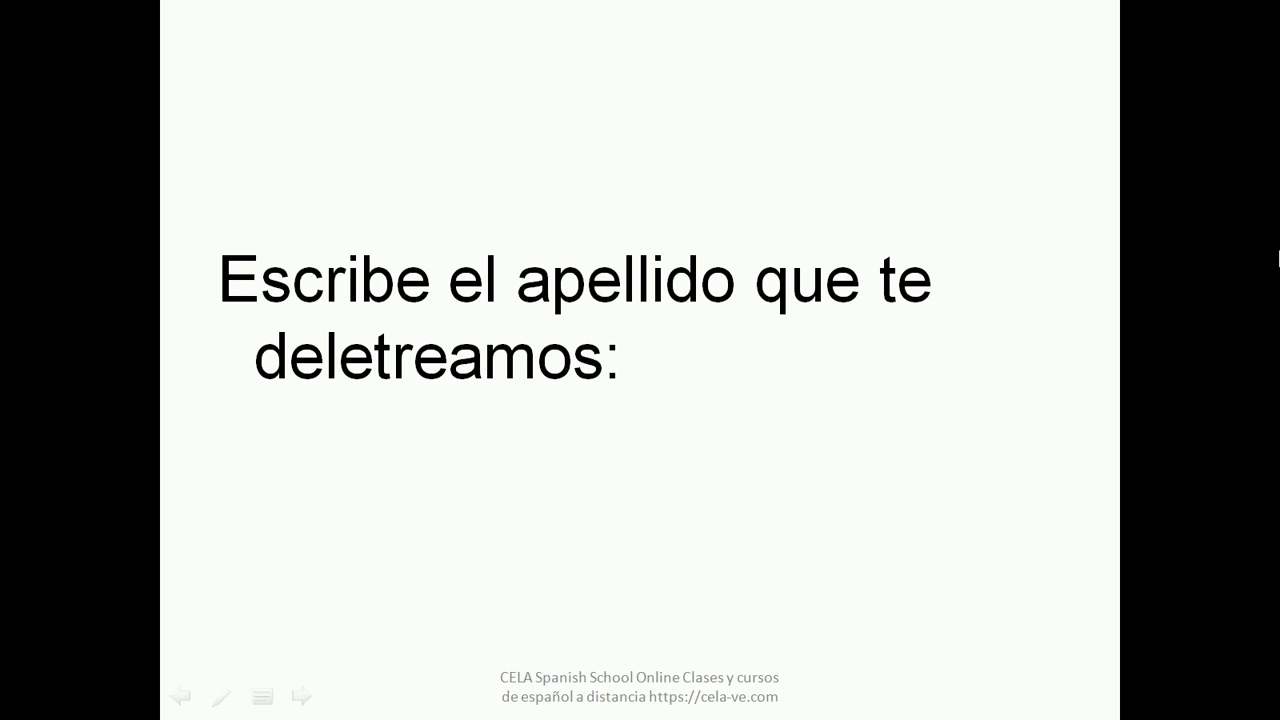 Escribe el apellido que te
deletreamos:
CELA Spanish School Online Clases y cursos
de español a distancia https://cela-ve.com